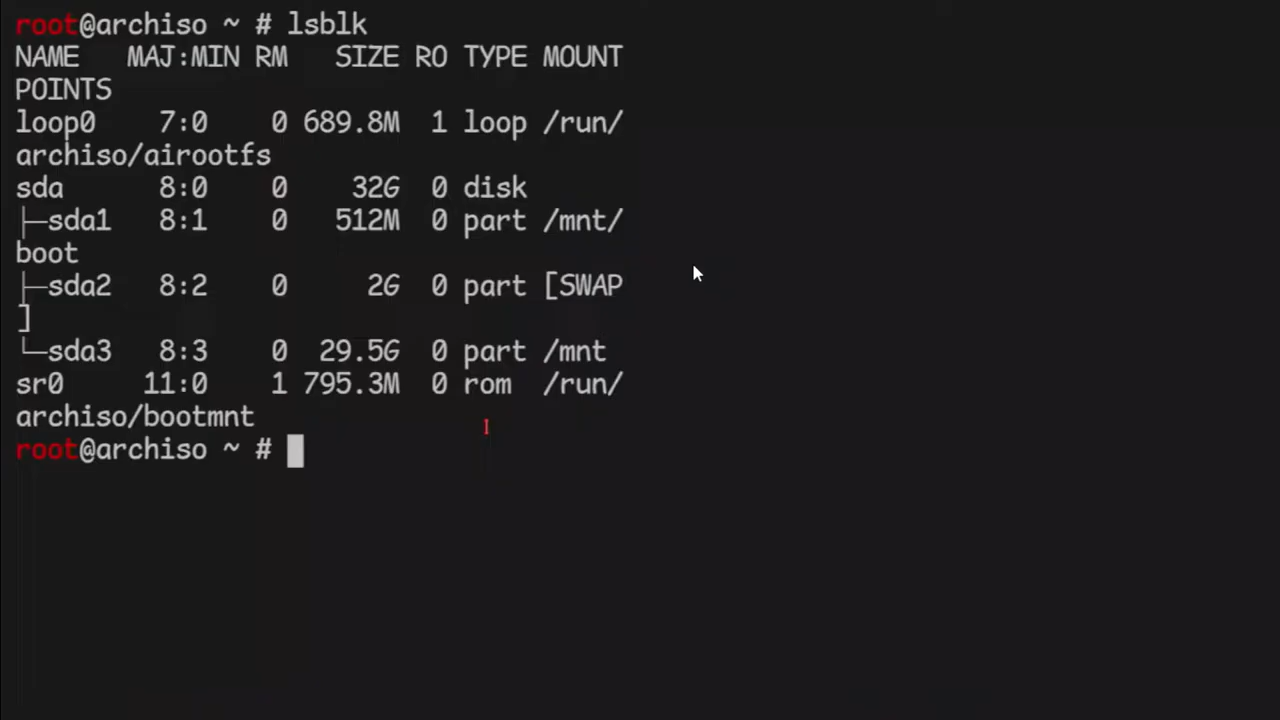 root@archiso ~ # lsblk
NAME   MAJ:MIN RM   SIZE RO TYPE MOUNT
POINTS
loop0    7:0    0 689.8M  1 loop /run/
archiso/airootfs
sda      8:0    0    32G  0 disk
├─sda1   8:1    0   512M  0 part /mnt/
boot
├─sda2   8:2    0     2G  0 part [SWAP
]
└─sda3   8:3    0  29.5G  0 part /mnt
sr0     11:0    1 795.3M  0 rom  /run/
archiso/bootmnt
root@archiso ~ #